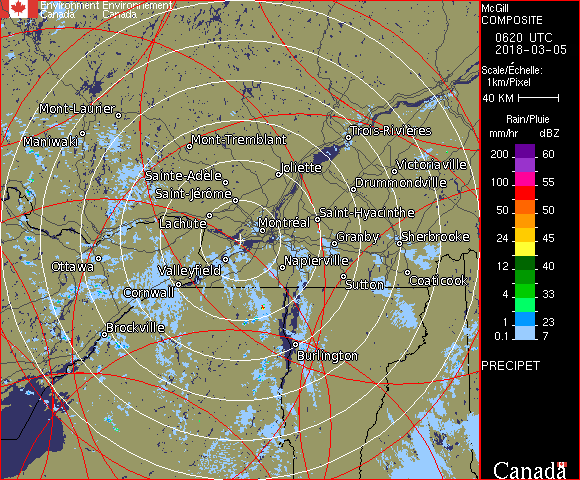 Environment Environnement
Canada Canada
McGill
COMPOSITE
0620 UTC
2018-03-05
Scale/Échelle:
1km/Pixel
40 KM
Rain/Pluie
mm/hr dBZ
200 60
100 55
50 50
24 45
12 40
4 33
1 23
0.1 7
PRECIPET
Canada
Mont-Laurier
Maniwaki
Mont-Tremblant
Trois-Rivières
Joliette
Victoriaville
Sainte-Adèle
Drummondville
Saint-Jérôme
Saint-Hyacinthe
Lachute
Montréal
Granby
Sherbrooke
Ottawa
Valleyfield
Napierville
Coaticook
Cornwall
Sutton
Brockville
Burlington